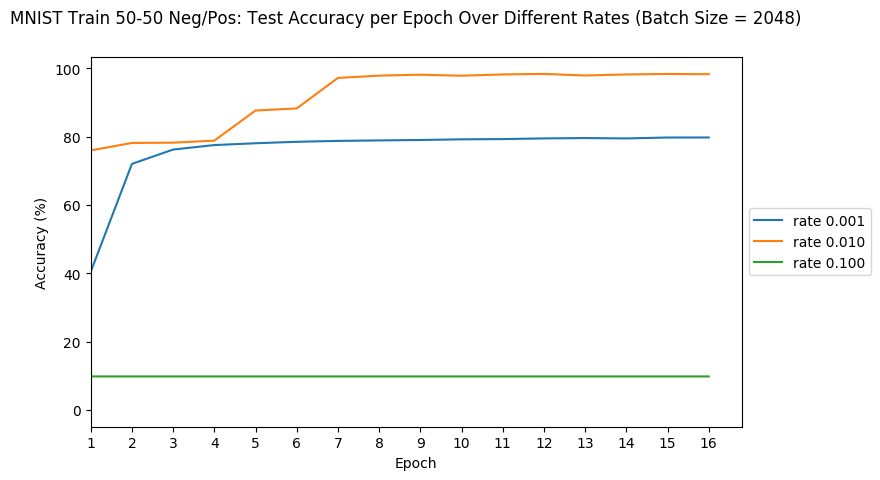 MNIST Train 50-50 Neg/Pos: Test Accuracy per Epoch Over Different Rates (Batch Size = 2048)
100
80
60
40
20
0
Accuracy (%)
1 2 3 4 5 6 7 8 9 10 11 12 13 14 15 16
Epoch
rate 0.001
rate 0.010
rate 0.100